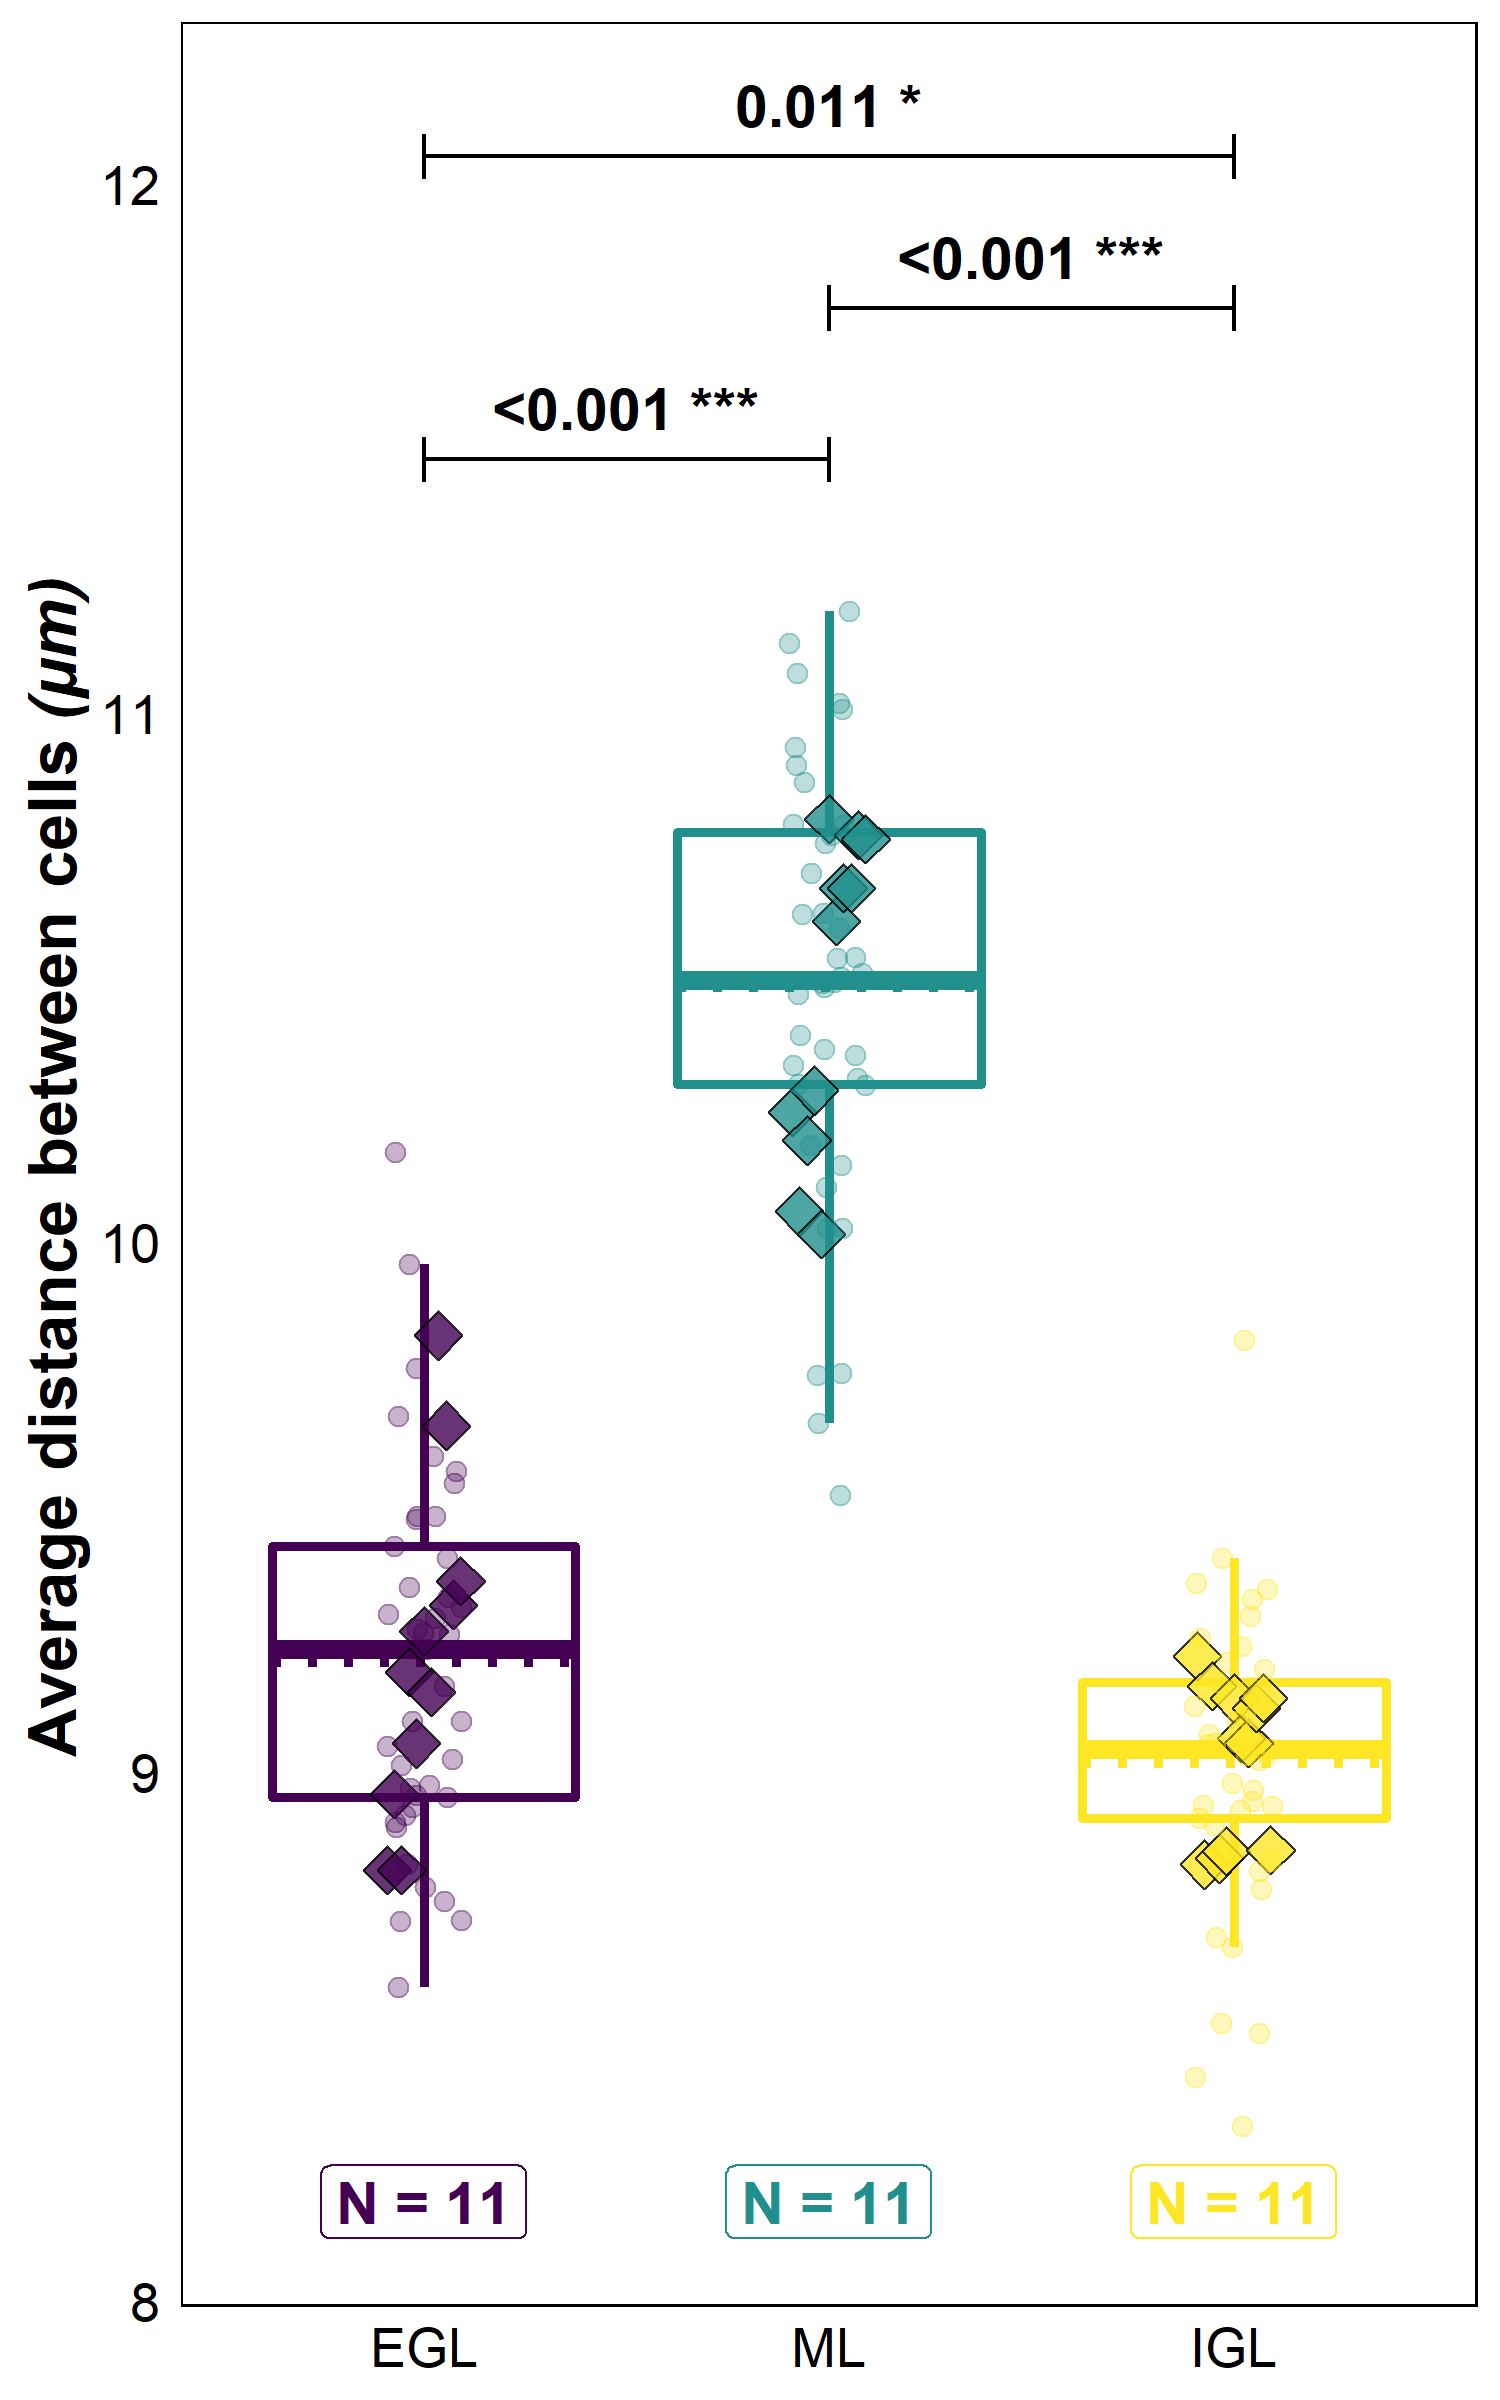 0.011 *
<0.001 ***
<0.001 ***
Average distance between cells (µm)
12
11
10
9
8
N = 11
N = 11
N = 11
EGL
ML
IGL